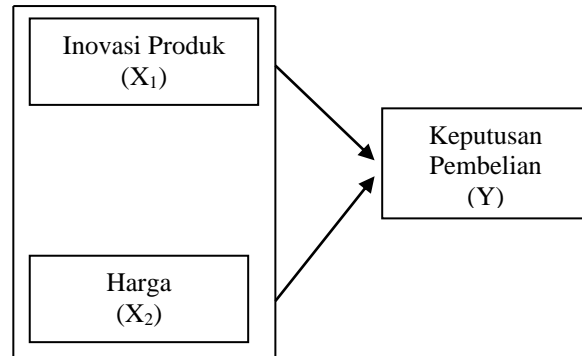 Inovasi Produk
(X₁)
Keputusan
Pembelian
(Y)
Harga
(X₂)